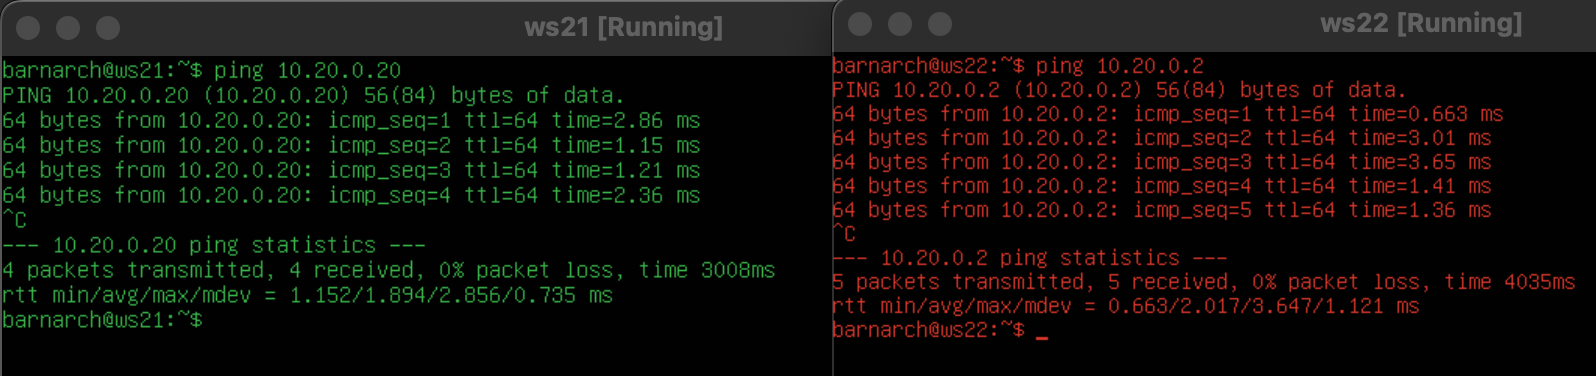 ws21 [Running]
barnarch@ws21:~$ ping 10.20.0.20
PING 10.20.0.20 (10.20.0.20) 56(84) bytes of data.
64 bytes from 10.20.0.20: icmp_seq=1 ttl=64 time=2.86 ms
64 bytes from 10.20.0.20: icmp_seq=2 ttl=64 time=1.15 ms
64 bytes from 10.20.0.20: icmp_seq=3 ttl=64 time=1.21 ms
64 bytes from 10.20.0.20: icmp_seq=4 ttl=64 time=2.36 ms
^C
--- 10.20.0.20 ping statistics ---
4 packets transmitted, 4 received, 0% packet loss, time 3008ms
rtt min/avg/max/mdev = 1.152/1.894/2.856/0.735 ms
barnarch@ws21:~$
ws22 [Running]
barnarch@ws22:~$ ping 10.20.0.2
PING 10.20.0.2 (10.20.0.2) 56(84) bytes of data.
64 bytes from 10.20.0.2: icmp_seq=1 ttl=64 time=0.663 ms
64 bytes from 10.20.0.2: icmp_seq=2 ttl=64 time=3.01 ms
64 bytes from 10.20.0.2: icmp_seq=3 ttl=64 time=3.65 ms
64 bytes from 10.20.0.2: icmp_seq=4 ttl=64 time=1.41 ms
64 bytes from 10.20.0.2: icmp_seq=5 ttl=64 time=1.36 ms
^C
--- 10.20.0.2 ping statistics ---
5 packets transmitted, 5 received, 0% packet loss, time 4035ms
rtt min/avg/max/mdev = 0.663/2.017/3.647/1.121 ms
barnarch@ws22:~$ _